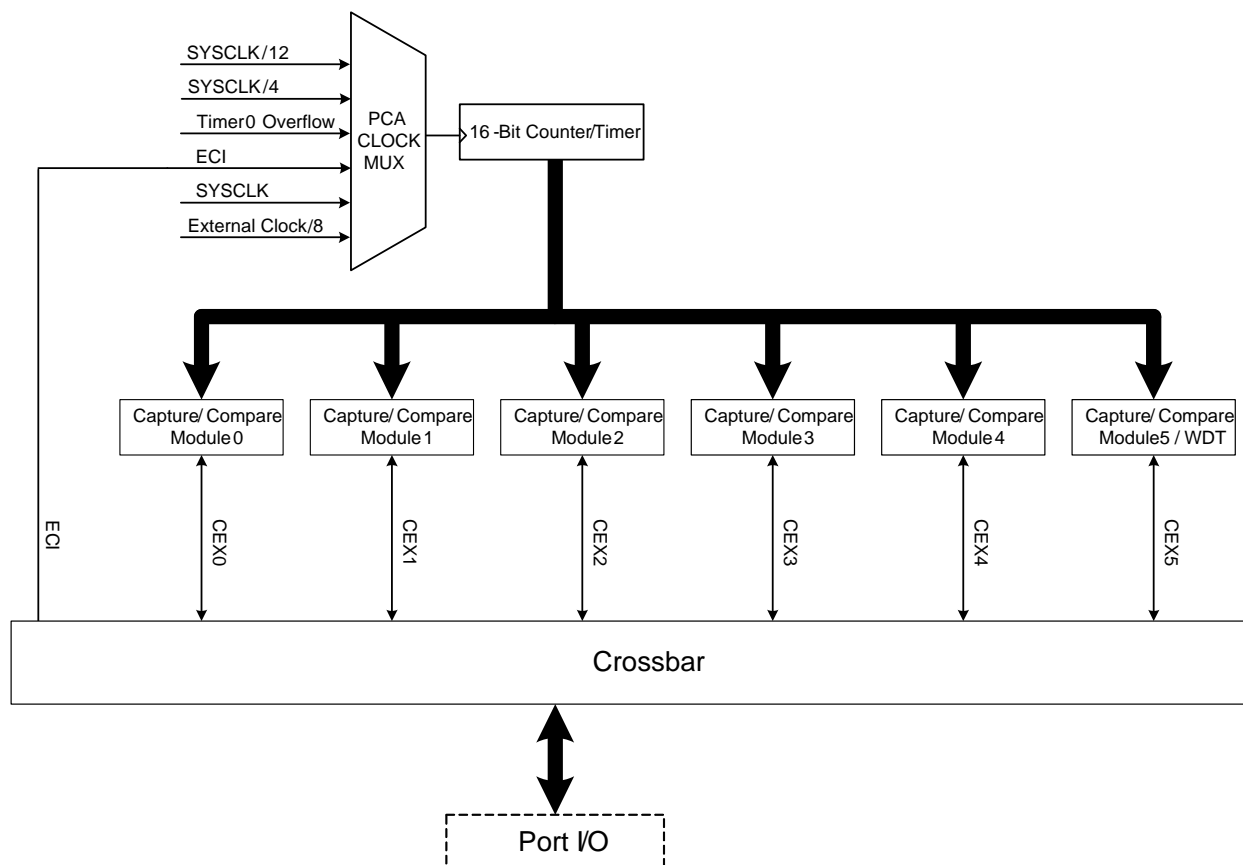 SYSCLK/12
SYSCLK/4
Timer0 Overflow
ECI
SYSCLK
External Clock/8
PCA
CLOCK
MUX
16-Bit Counter/Timer
Capture/Compare
Module0
Capture/Compare
Module1
Capture/Compare
Module2
Capture/Compare
Module3
Capture/Compare
Module4
Capture/Compare
Module5 / WDT
ECI
CEX0
CEX1
CEX2
CEX3
CEX4
CEX5
Crossbar
Port I/O